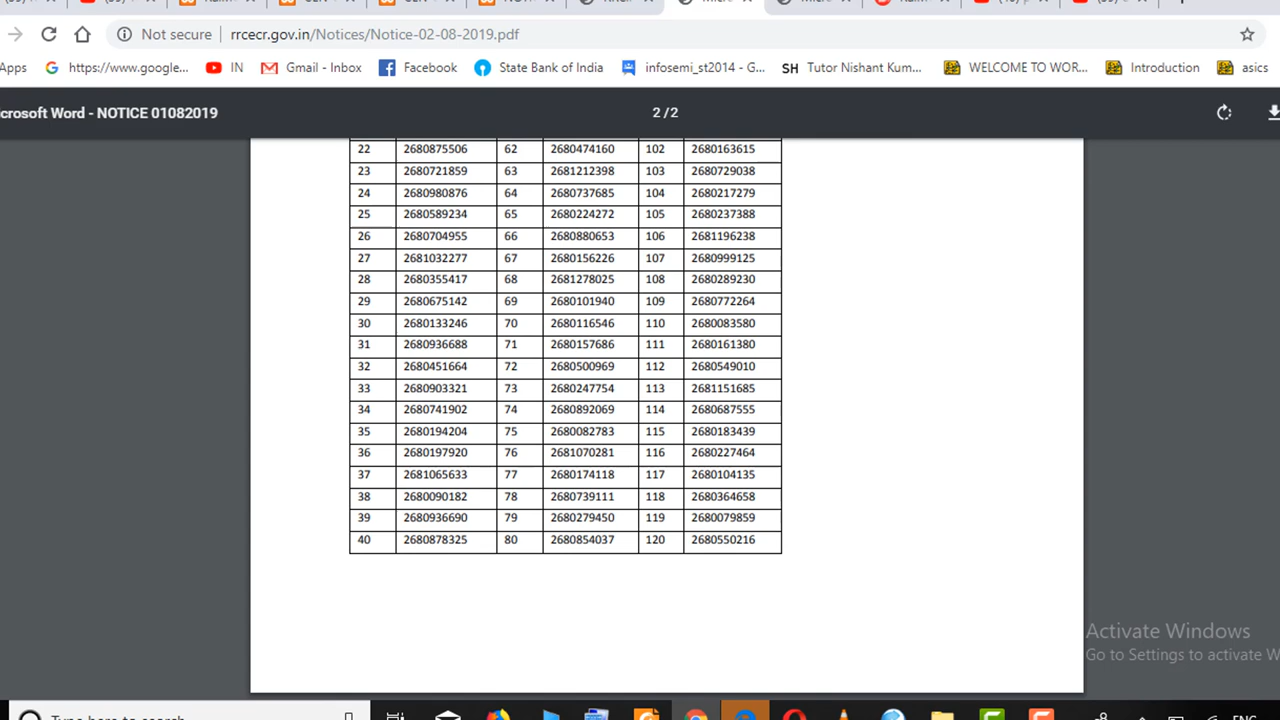 Not secure rrcecr.gov.in/Notices/Notice-02-08-2019.pdf
Apps https://www.google... IN Gmail - Inbox Facebook State Bank of India infosemi_st2014 - G... SH Tutor Nishant Kum... WELCOME TO WOR... Introduction asics
crosoft Word - NOTICE 01082019 2 / 2
22 2680875506 62 2680474160 102 2680163615
23 2680721859 63 2681212398 103 2680729038
24 2680980876 64 2680737685 104 2680217279
25 2680589234 65 2680224272 105 2680237388
26 2680704955 66 2680880653 106 2681196238
27 2681032277 67 2680156226 107 2680999125
28 2680355417 68 2681278025 108 2680289230
29 2680675142 69 2680101940 109 2680772264
30 2680133246 70 2680116546 110 2680083580
31 2680936688 71 2680157686 111 2680161380
32 2680451664 72 2680500969 112 2680549010
33 2680903321 73 2680247754 113 2681151685
34 2680741902 74 2680892069 114 2680687555
35 2680194204 75 2680082783 115 2680183439
36 2680197920 76 2681070281 116 2680227464
37 2681065633 77 2680174118 117 2680104135
38 2680090182 78 2680739111 118 2680364658
39 2680936690 79 2680279450 119 2680079859
40 2680878325 80 2680854037 120 2680550216
Activate Windows
Go to Settings to activate W
Type here to search ENG